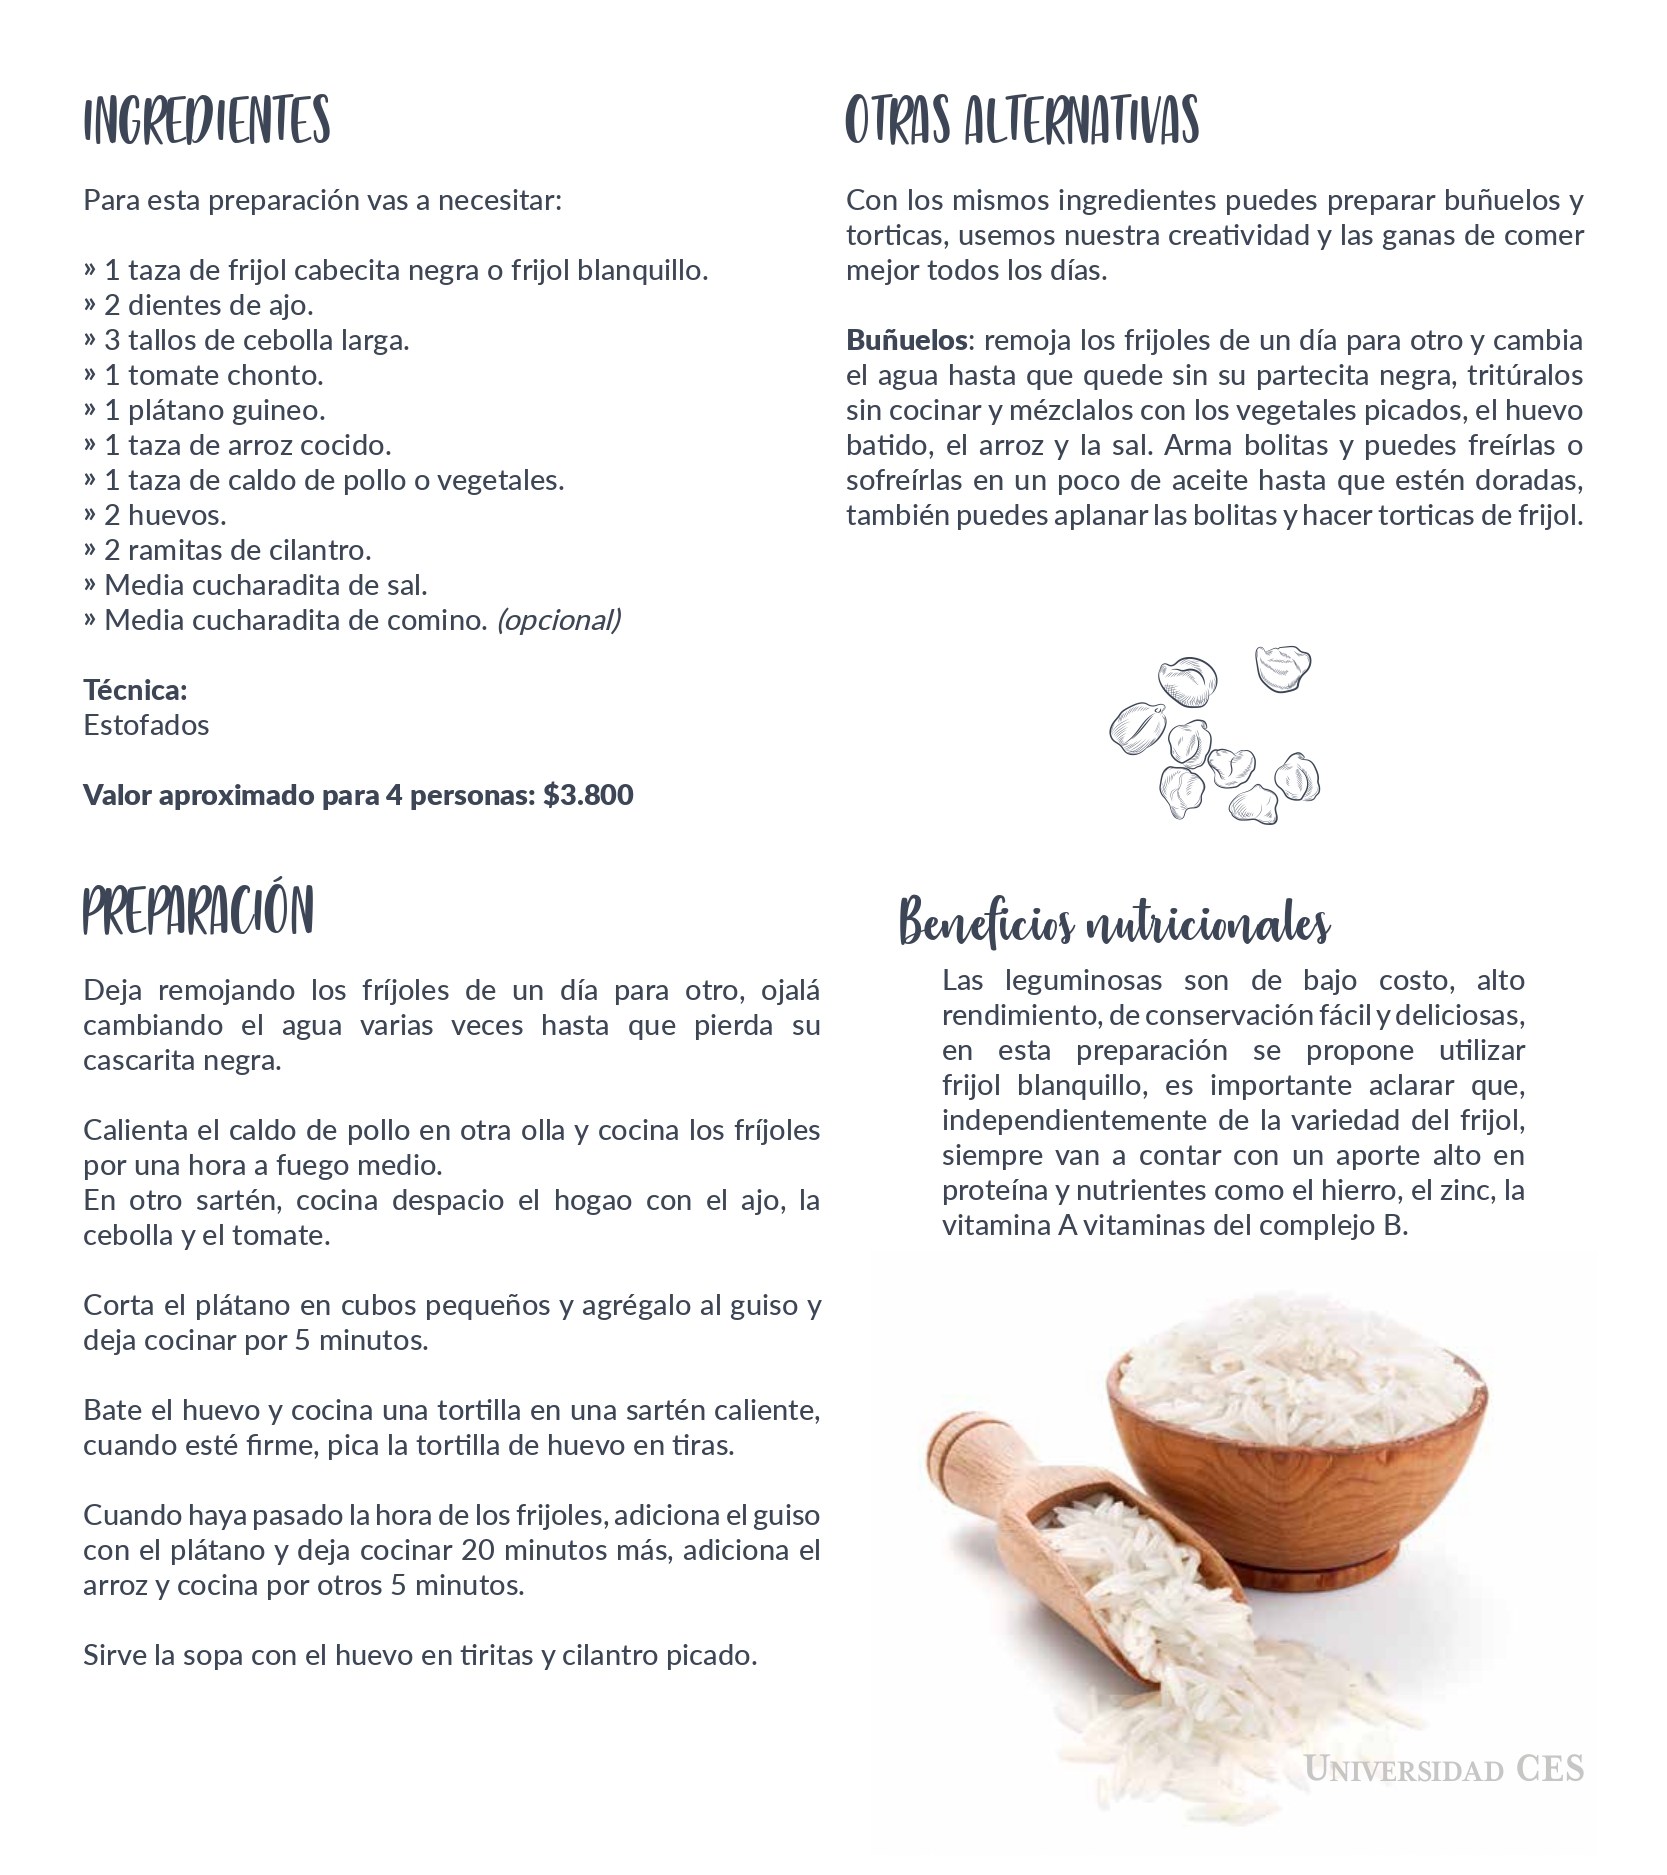 INGREDIENTES
Para esta preparación vas a necesitar:
» 1 taza de frijol cabecita negra o frijol blanquillo.
» 2 dientes de ajo.
» 3 tallos de cebolla larga.
» 1 tomate chonto.
» 1 plátano guineo.
» 1 taza de arroz cocido.
» 1 taza de caldo de pollo o vegetales.
» 2 huevos.
» 2 ramitas de cilantro.
» Media cucharadita de sal.
» Media cucharadita de comino. (opcional)
Técnica:
Estofados
Valor aproximado para 4 personas: $3.800
PREPARACIÓN
Deja remojando los fríjoles de un día para otro, ojalá
cambiando el agua varias veces hasta que pierda su
cascarita negra.
Calienta el caldo de pollo en otra olla y cocina los fríjoles
por una hora a fuego medio.
En otro sartén, cocina despacio el hogao con el ajo, la
cebolla y el tomate.
Corta el plátano en cubos pequeños y agrégalo al guiso y
deja cocinar por 5 minutos.
Bate el huevo y cocina una tortilla en una sartén caliente,
cuando esté firme, pica la tortilla de huevo en tiras.
Cuando haya pasado la hora de los frijoles, adiciona el guiso
con el plátano y deja cocinar 20 minutos más, adiciona el
arroz y cocina por otros 5 minutos.
Sirve la sopa con el huevo en tiritas y cilantro picado.
OTRAS ALTERNATIVAS
Con los mismos ingredientes puedes preparar buñuelos y
torticas, usemos nuestra creatividad y las ganas de comer
mejor todos los días.
Buñuelos: remoja los frijoles de un día para otro y cambia
el agua hasta que quede sin su partecita negra, tritúralos
sin cocinar y mézclalos con los vegetales picados, el huevo
batido, el arroz y la sal. Arma bolitas y puedes freírlas o
sofreírlas en un poco de aceite hasta que estén doradas,
también puedes aplanar las bolitas y hacer torticas de frijol.
Beneficios nutricionales
Las leguminosas son de bajo costo, alto
rendimiento, de conservación fácil y deliciosas,
en esta preparación se propone utilizar
frijol blanquillo, es importante aclarar que,
independientemente de la variedad del frijol,
siempre van a contar con un aporte alto en
proteína y nutrientes como el hierro, el zinc, la
vitamina A vitaminas del complejo B.
UNIVERSIDAD CES